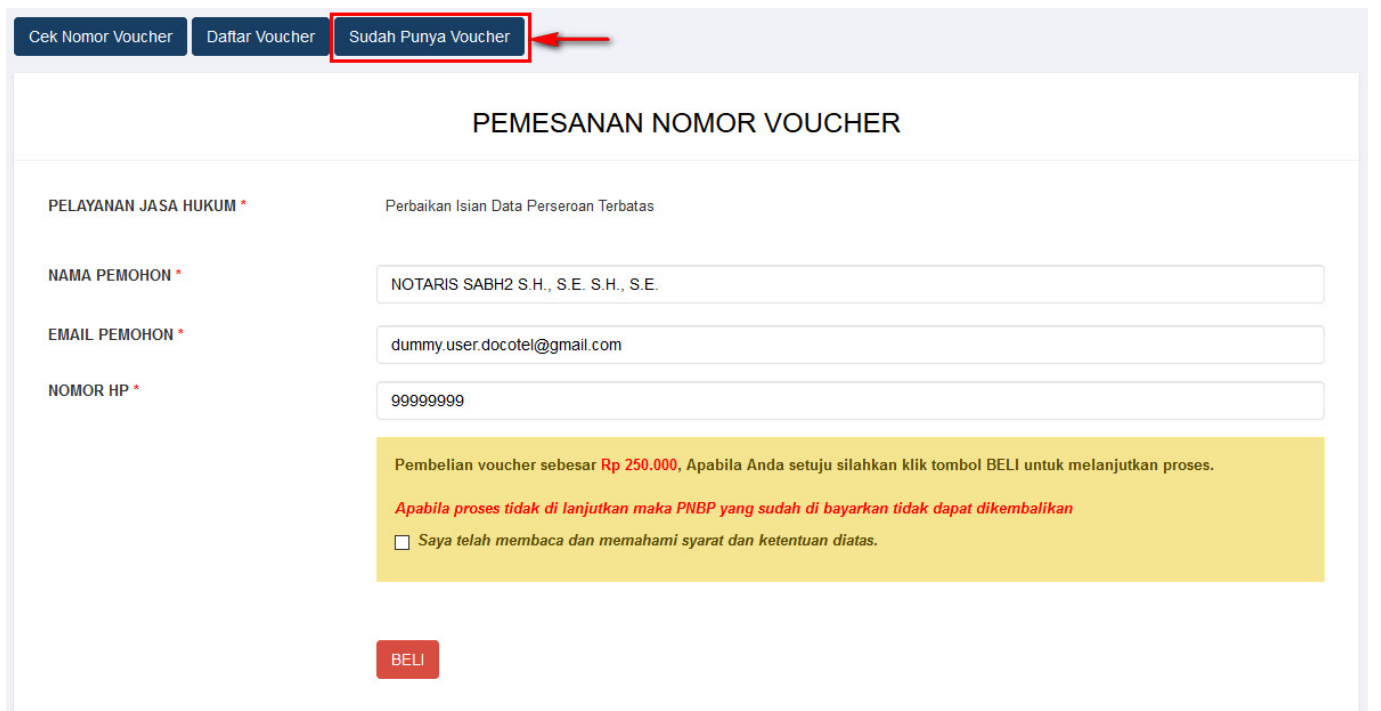 Cek Nomor Voucher Daftar Voucher Sudah Punya Voucher
PEMESANAN NOMOR VOUCHER
PELAYANAN JASA HUKUM * Perbaikan Isian Data Perseroan Terbatas
NAMA PEMOHON * NOTARIS SABH2 S.H., S.E. S.H., S.E.
EMAIL PEMOHON * dummy.user.docotel@gmail.com
NOMOR HP * 99999999
Pembelian voucher sebesar Rp 250.000, Apabila Anda setuju silahkan klik tombol BELI untuk melanjutkan proses.
Apabila proses tidak di lanjutkan maka PNBP yang sudah di bayarkan tidak dapat dikembalikan
Saya telah membaca dan memahami syarat dan ketentuan diatas.
BELI